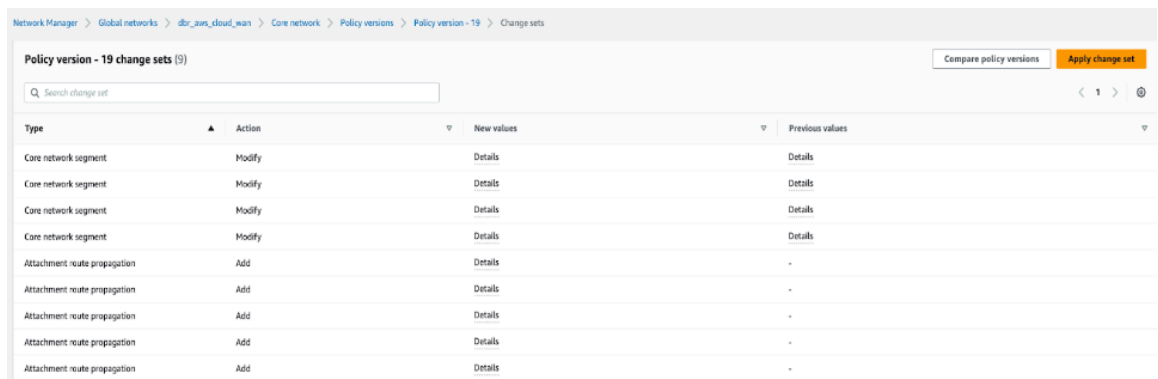 Network Manager > Global networks > dbr_aws_cloud_wan > Core network > Policy versions > Policy version - 19 > Change sets
Policy version - 19 change sets (9) Compare policy versions Apply change set
Search change set < 1 >
Type Action New values Previous values
Core network segment Modify Details Details
Core network segment Modify Details Details
Core network segment Modify Details Details
Core network segment Modify Details Details
Attachment route propagation Add Details -
Attachment route propagation Add Details -
Attachment route propagation Add Details -
Attachment route propagation Add Details -
Attachment route propagation Add Details -